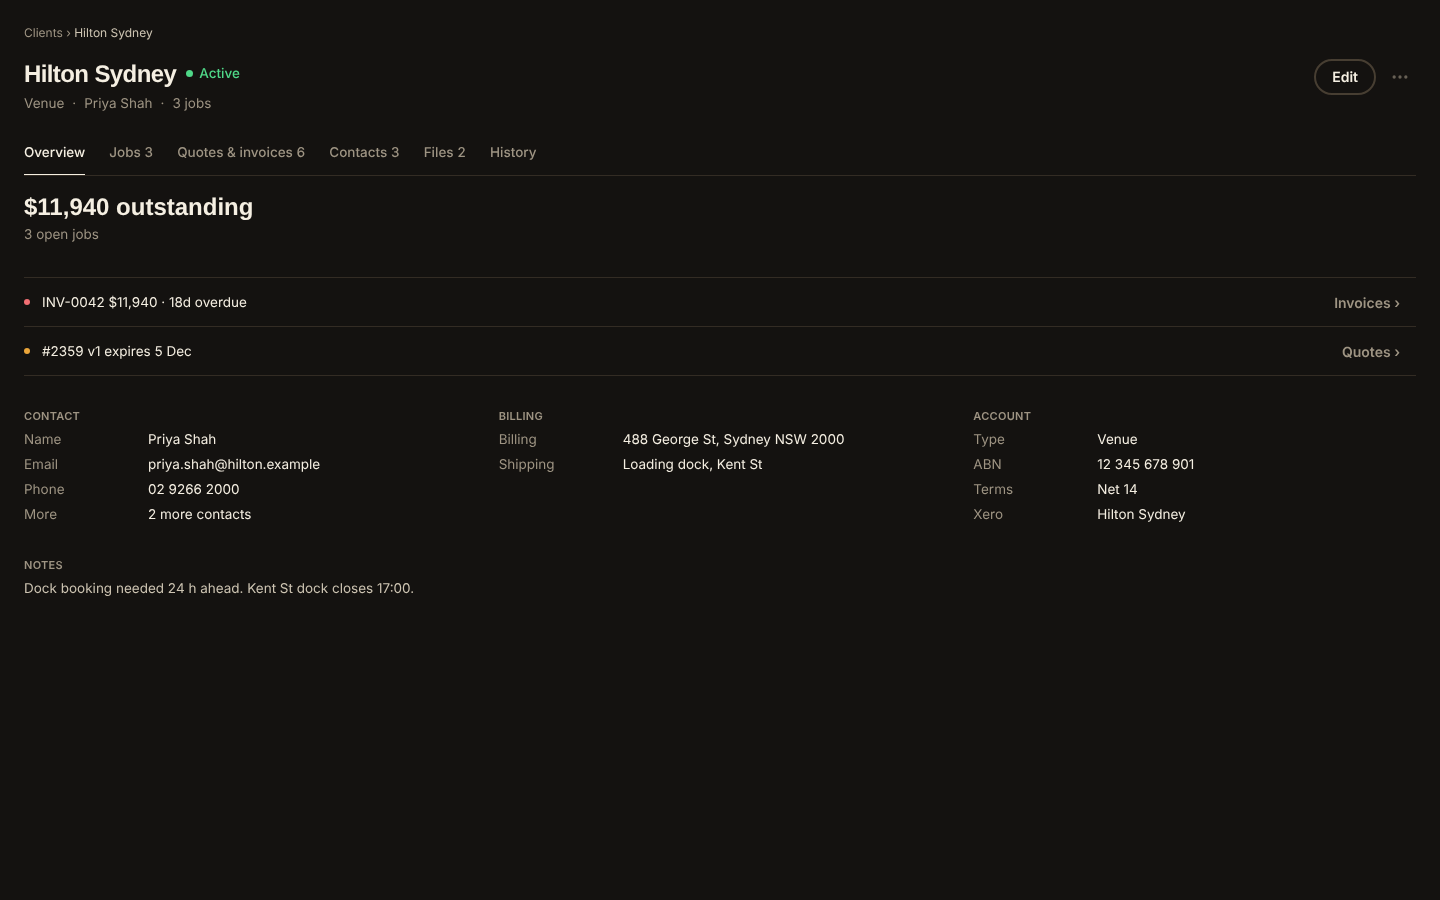 Clients › Hilton Sydney
Hilton Sydney Active
Edit ···
Venue · Priya Shah · 3 jobs
Overview Jobs 3 Quotes & invoices 6 Contacts 3 Files 2 History
$11,940 outstanding
3 open jobs
INV-0042 $11,940 · 18d overdue Invoices ›
#2359 v1 expires 5 Dec Quotes ›
CONTACT
Name Priya Shah
Email priya.shah@hilton.example
Phone 02 9266 2000
More 2 more contacts
BILLING
Billing 488 George St, Sydney NSW 2000
Shipping Loading dock, Kent St
ACCOUNT
Type Venue
ABN 12 345 678 901
Terms Net 14
Xero Hilton Sydney
NOTES
Dock booking needed 24 h ahead. Kent St dock closes 17:00.